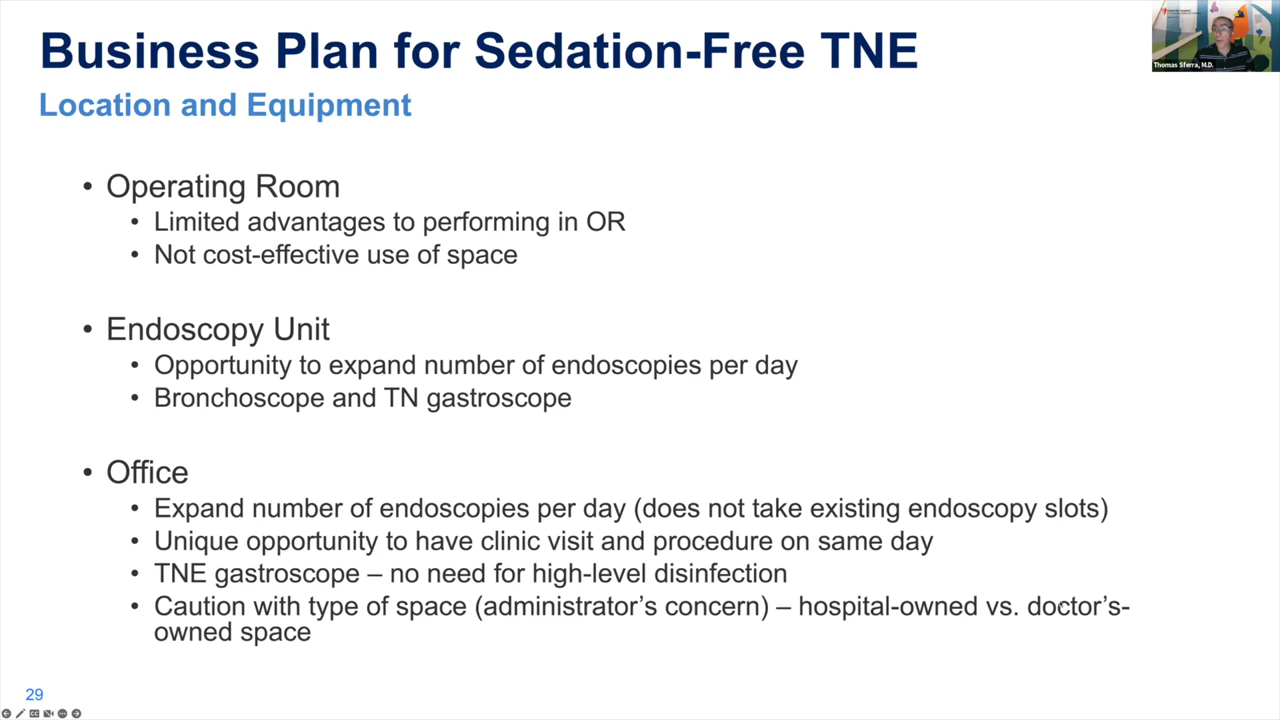 Business Plan for Sedation-Free TNE
Thomas Sferra, M.D.
Location and Equipment
• Operating Room
• Limited advantages to performing in OR
• Not cost-effective use of space
• Endoscopy Unit
• Opportunity to expand number of endoscopies per day
• Bronchoscope and TN gastroscope
• Office
• Expand number of endoscopies per day (does not take existing endoscopy slots)
• Unique opportunity to have clinic visit and procedure on same day
• TNE gastroscope – no need for high-level disinfection
• Caution with type of space (administrator’s concern) – hospital-owned vs. doctor’s-
owned space
29